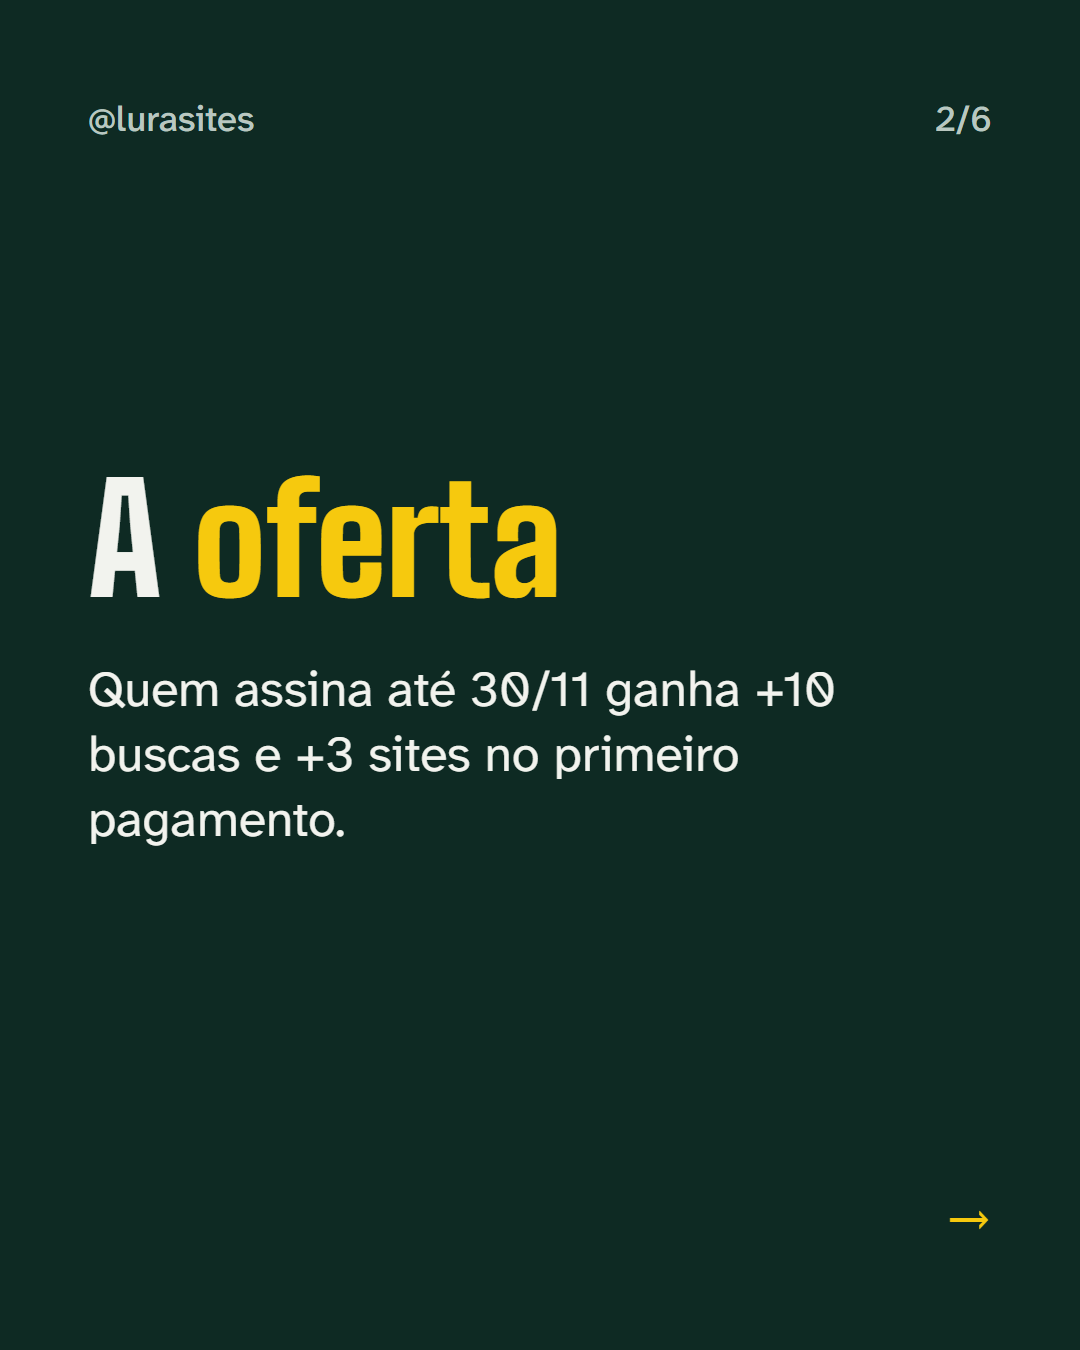 @lurasites
2/6
A oferta
Quem assina até 30/11 ganha +10
buscas e +3 sites no primeiro
pagamento.
→